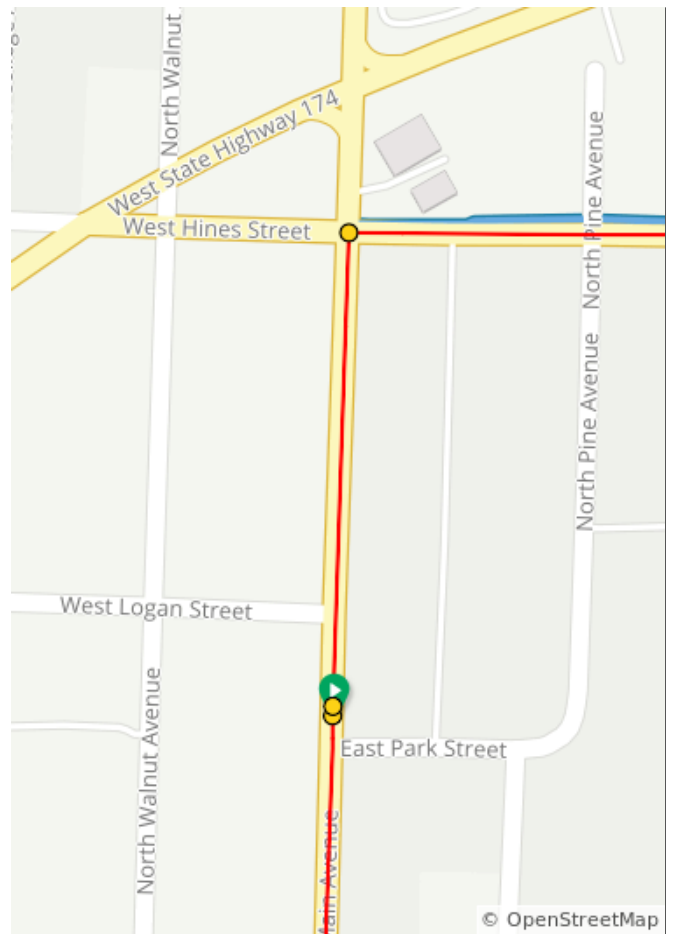 North Walnut
West State Highway 174
North Pine Avenue
West Hines Street
North Pine Avenue
West Logan Street
North Walnut Avenue
East Park Street
Main Avenue
© OpenStreetMap